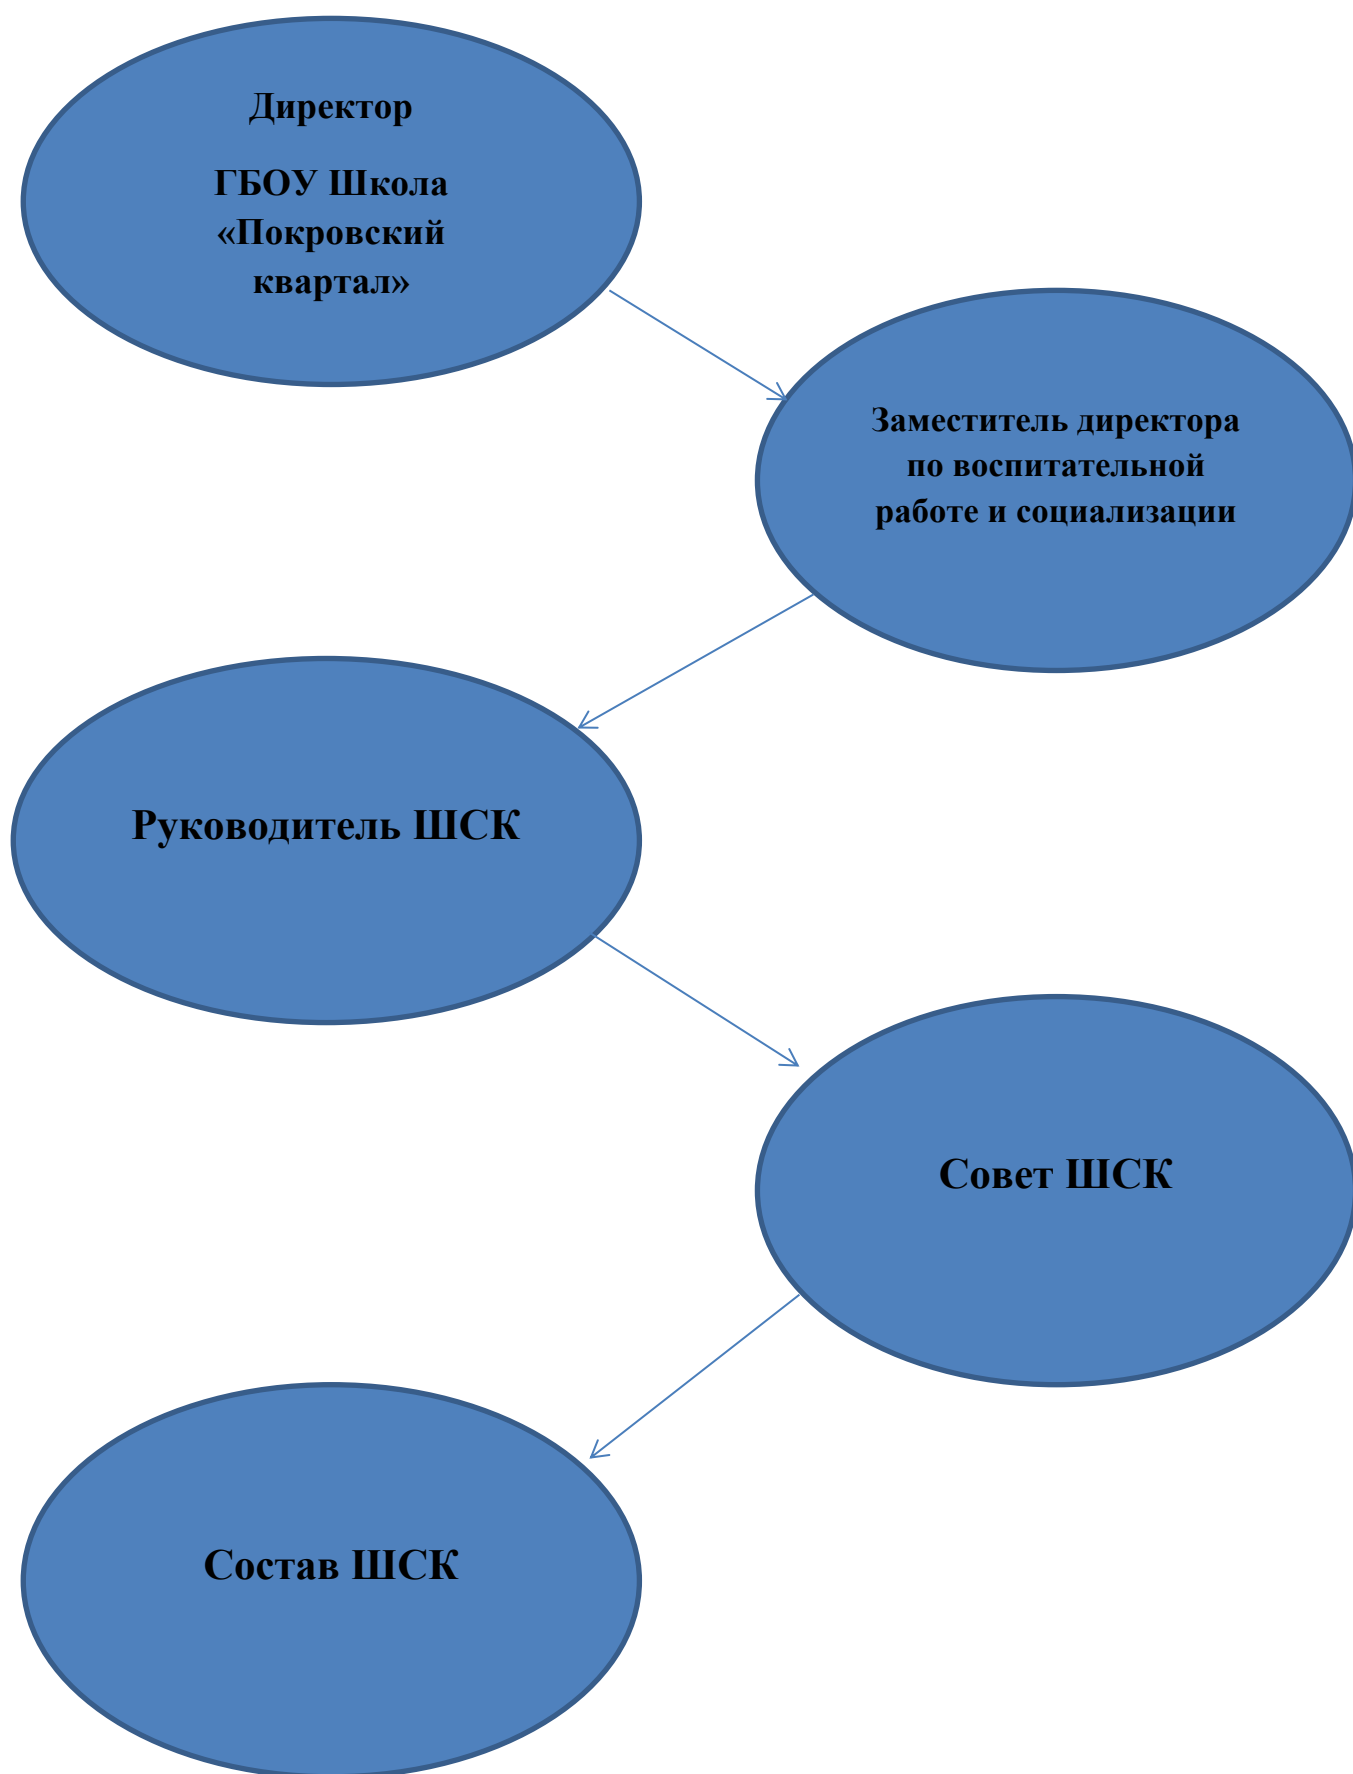 Директор
ГБОУ Школа
«Покровский
квартал»
Заместитель директора
по воспитательной
работе и социализации
Руководитель ШСК
Совет ШСК
Состав ШСК